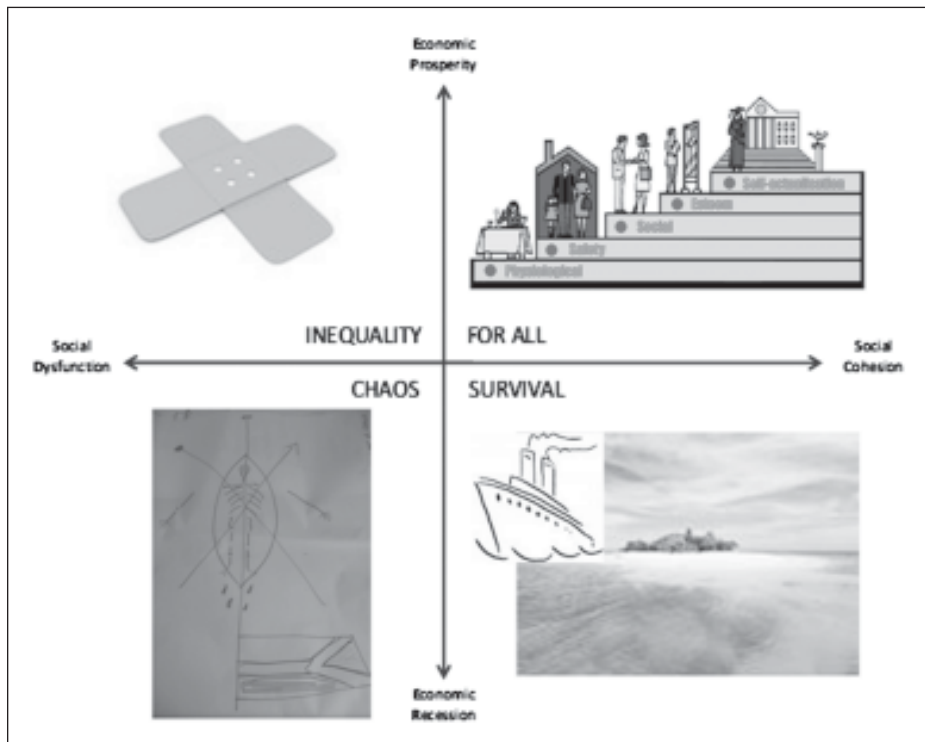 Economic
Prosperity
Self-actualization
Esteem
Social
Safety
Physiological
INEQUALITY
FOR ALL
Social
Dysfunction
Social
Cohesion
CHAOS
SURVIVAL
Economic
Recession